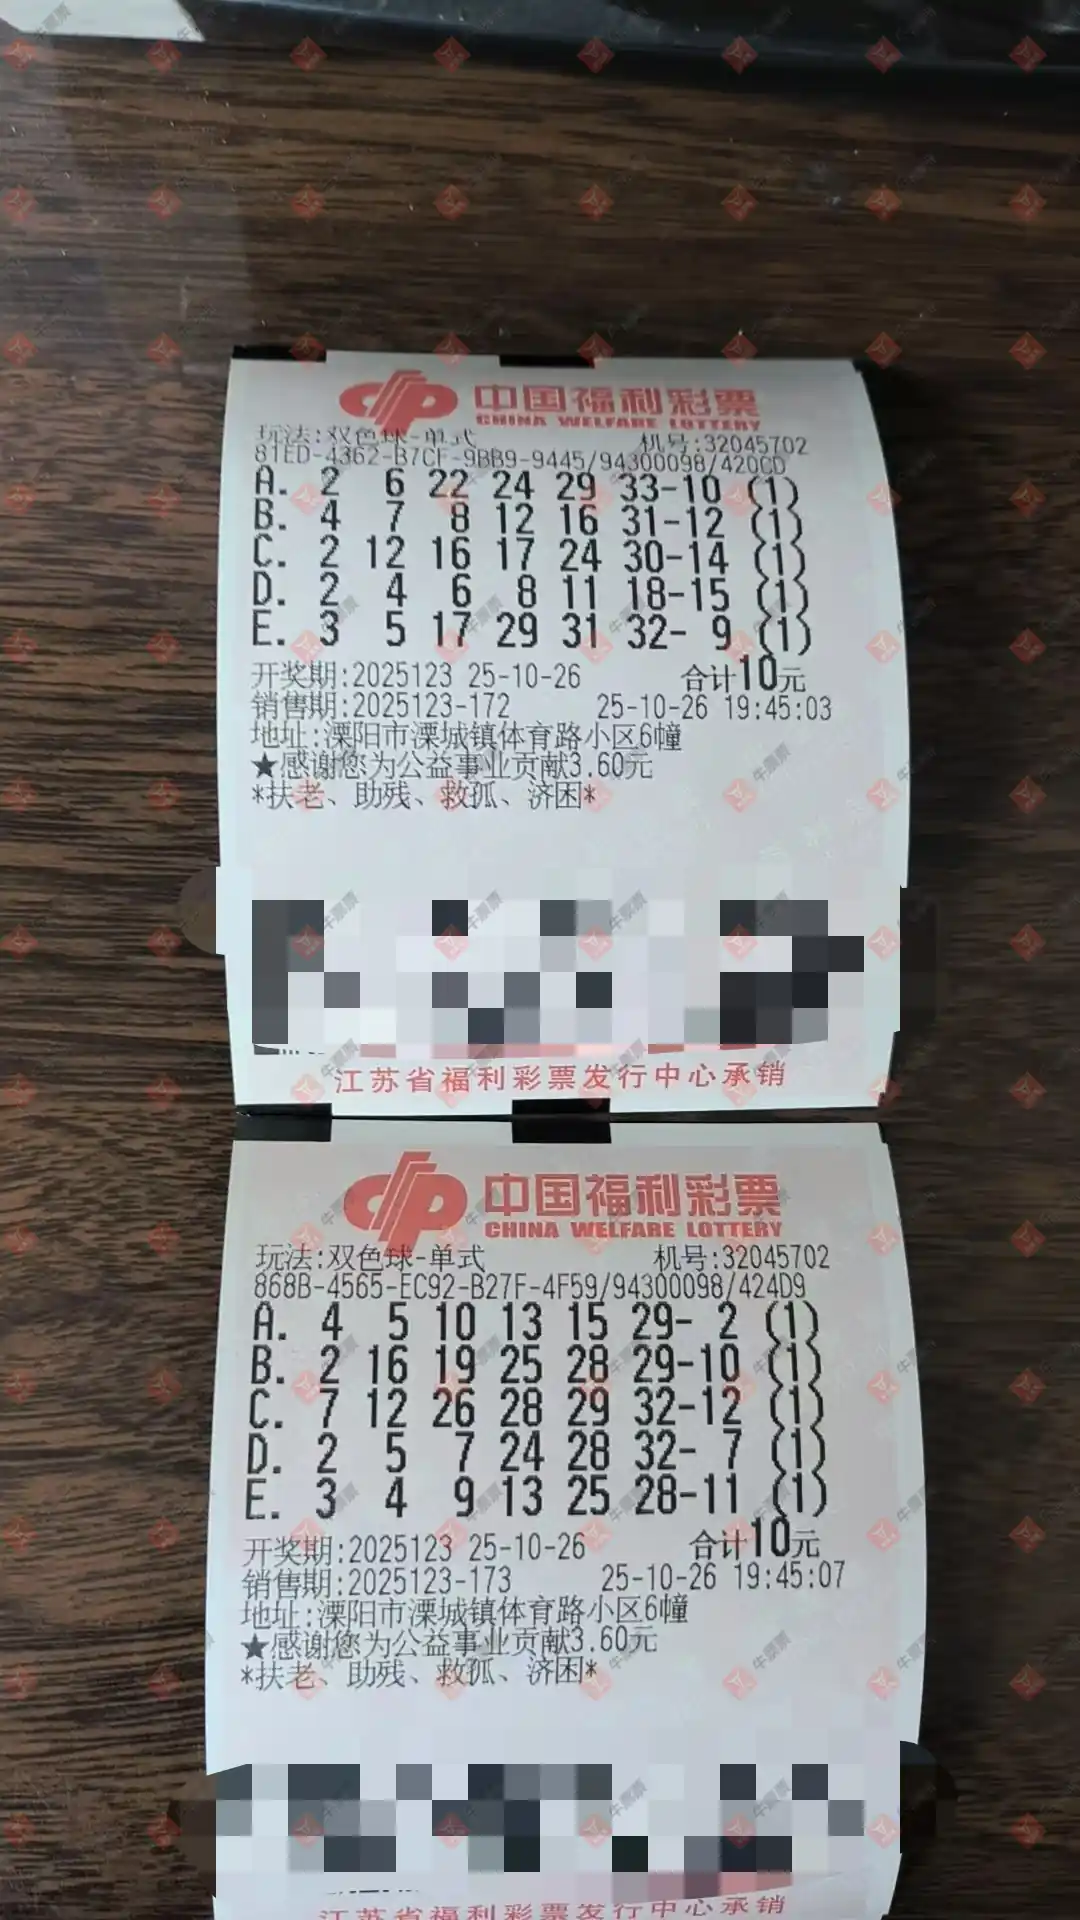 中国福利彩票
CHINA WELFARE LOTTERY
玩法:双色球-单式 机号:32045702
81ED-4362-B7CF-9BB9-9445/94300098/420CD
A. 2 6 22 24 29 33-10 (1)
B. 4 7 8 12 16 31-12 (1)
C. 2 12 16 17 24 30-14 (1)
D. 2 4 6 8 11 18-15 (1)
E. 3 5 17 29 31 32- 9 (1)
开奖期:2025123 25-10-26 合计10元
销售期:2025123-172 25-10-26 19:45:03
地址:溧阳市溧城镇体育路小区6幢
★感谢您为公益事业贡献3.60元
*扶老、助残、救孤、济困*
江苏省福利彩票发行中心承销
中国福利彩票
CHINA WELFARE LOTTERY
玩法:双色球-单式 机号:32045702
868B-4565-EC92-B27F-4F59/94300098/424D9
A. 4 5 10 13 15 29- 2 (1)
B. 2 16 19 25 28 29-10 (1)
C. 7 12 26 28 29 32-12 (1)
D. 2 5 7 24 28 32- 7 (1)
E. 3 4 9 13 25 28-11 (1)
开奖期:2025123 25-10-26 合计10元
销售期:2025123-173 25-10-26 19:45:07
地址:溧阳市溧城镇体育路小区6幢
★感谢您为公益事业贡献3.60元
*扶老、助残、救孤、济困*
江苏省福利彩票发行中心承销